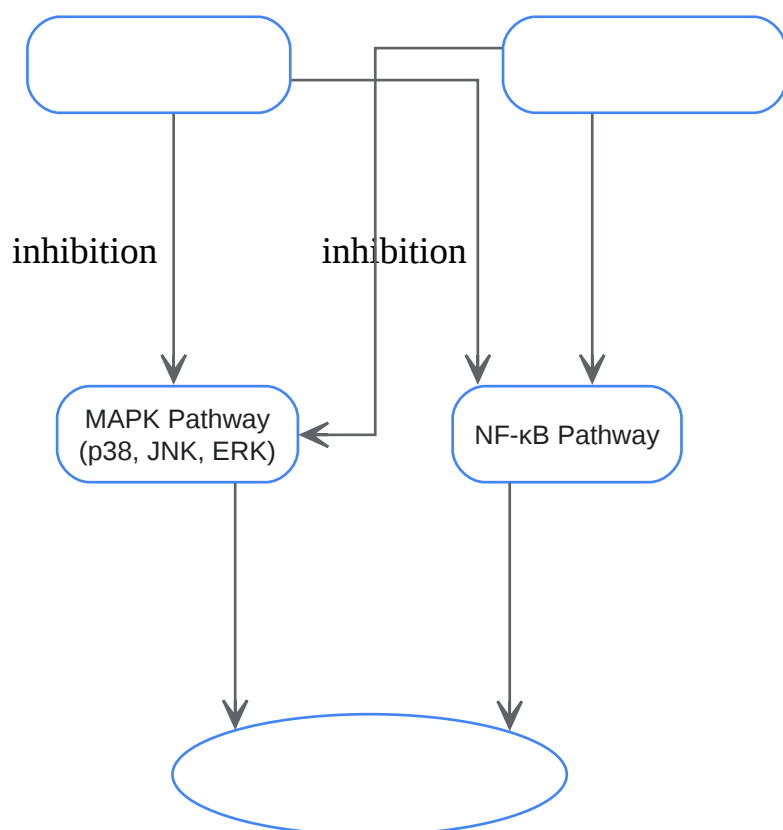 inhibition
inhibition
MAPK Pathway
(p38, JNK, ERK)
NF-κB Pathway